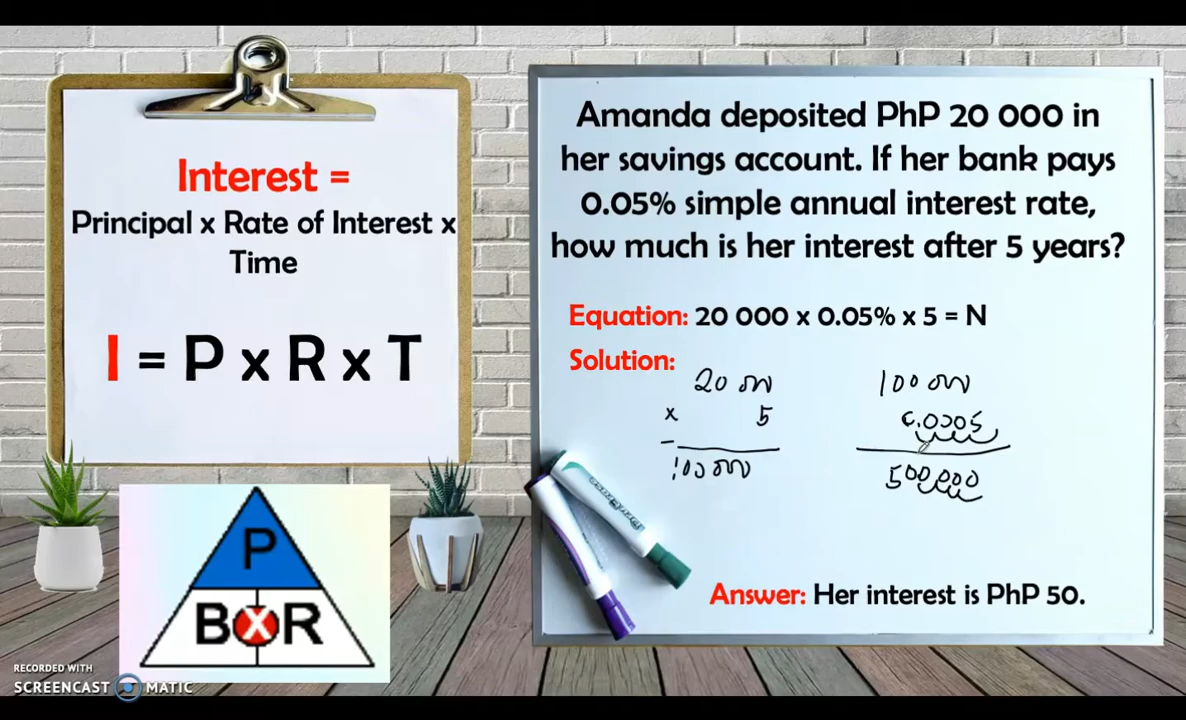 Interest =
Principal x Rate of Interest x
Time
I = P x R x T
P
B x R
RECORDED WITH
SCREENCAST MATIC
Amanda deposited PhP 20 000 in
her savings account. If her bank pays
0.05% simple annual interest rate,
how much is her interest after 5 years?
Equation: 20 000 x 0.05% x 5 = N
Solution:
20 000
x 5
100 000
100 000
0.0005
500000
Answer: Her interest is PhP 50.